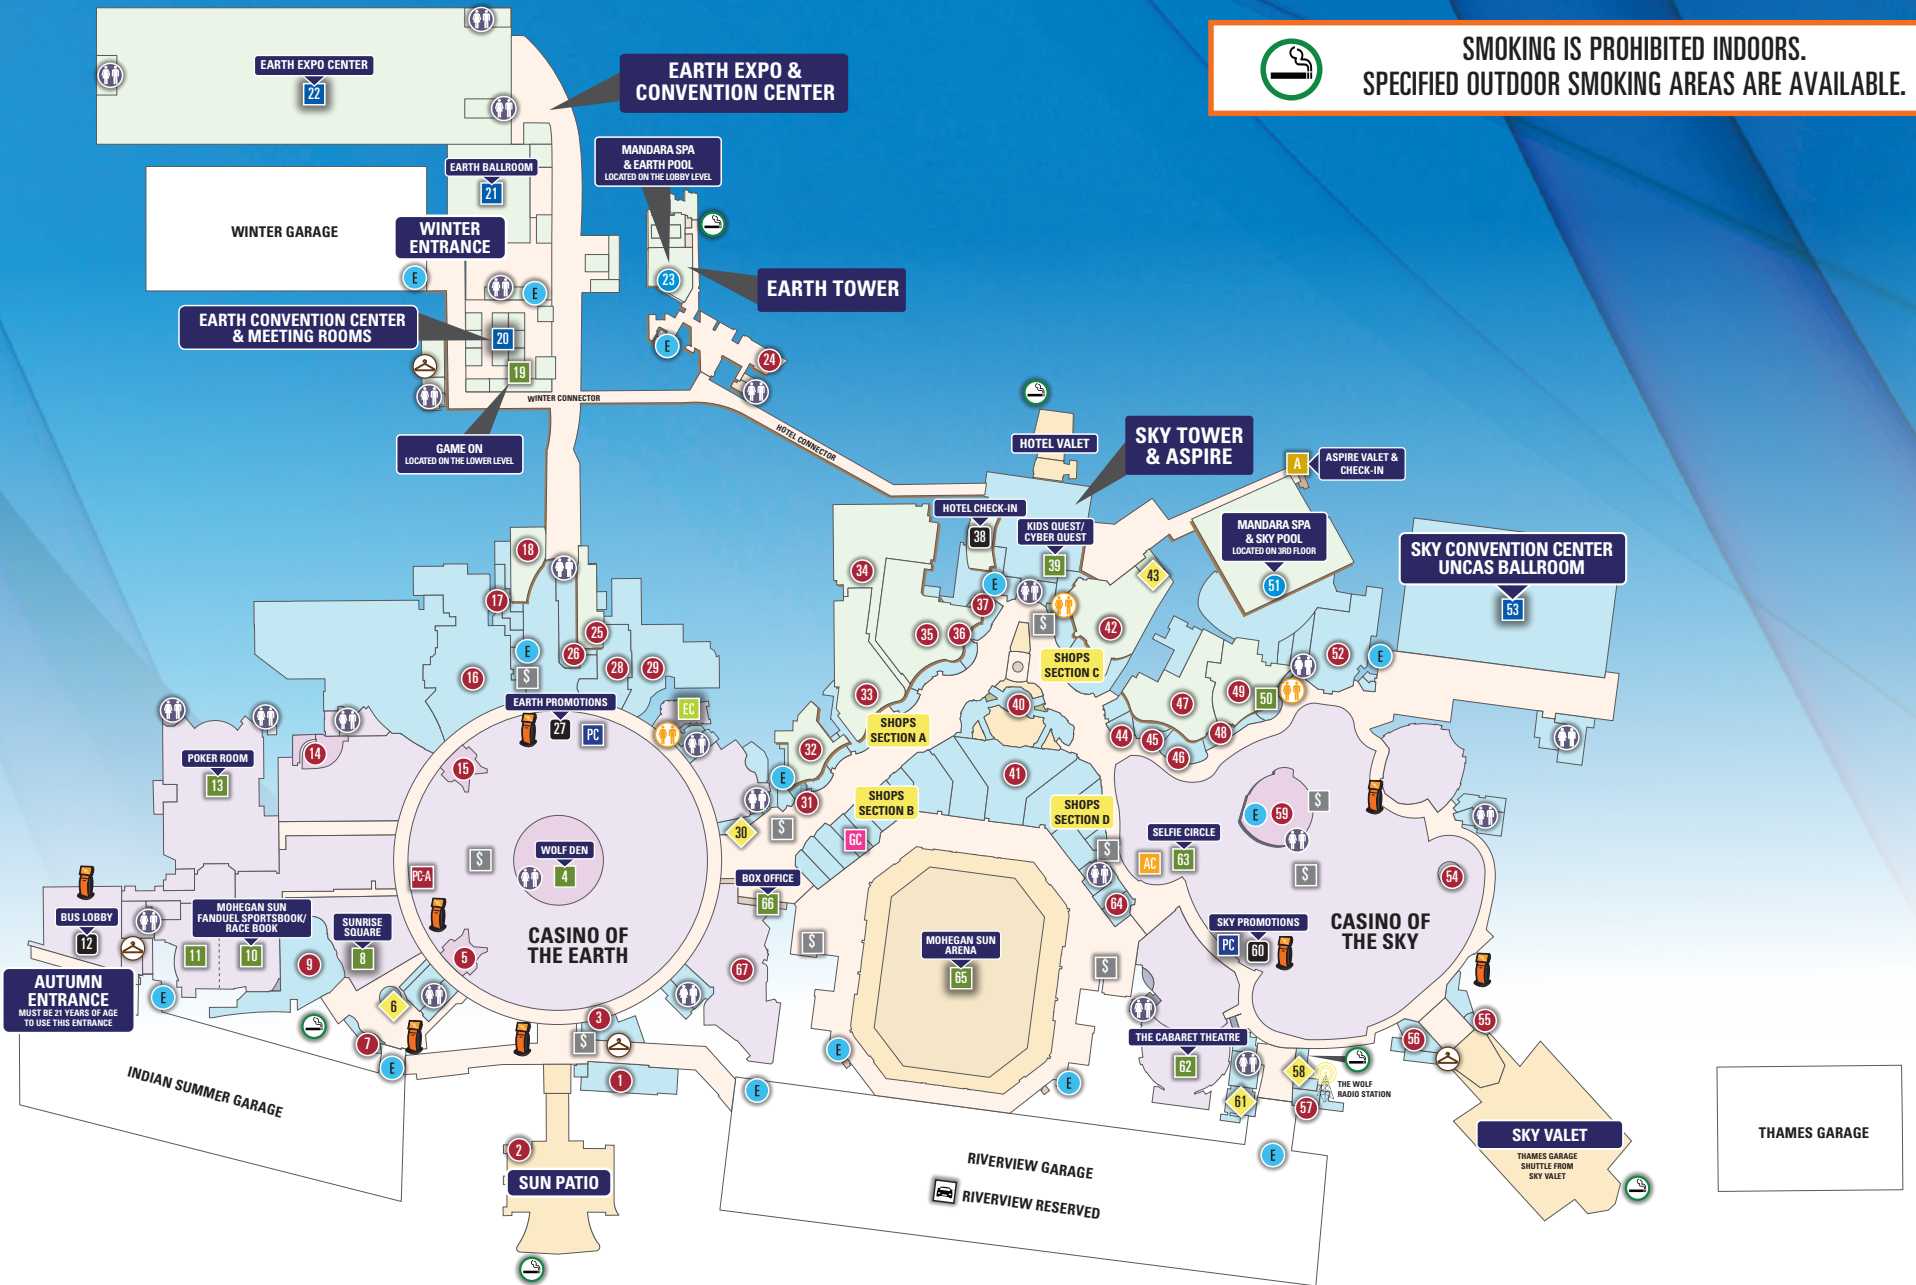 SMOKING IS PROHIBITED INDOORS.
SPECIFIED OUTDOOR SMOKING AREAS ARE AVAILABLE.
EARTH EXPO CENTER
22
EARTH EXPO &
CONVENTION CENTER
MANDARA SPA
& EARTH POOL
LOCATED ON THE LOBBY LEVEL
EARTH BALLROOM
21
WINTER GARAGE
WINTER
ENTRANCE
E
E
23
EARTH TOWER
EARTH CONVENTION CENTER
& MEETING ROOMS
20
19
E
24
WINTER CONNECTOR
HOTEL CONNECTOR
GAME ON
LOCATED ON THE LOWER LEVEL
HOTEL VALET
SKY TOWER
& ASPIRE
A
ASPIRE VALET &
CHECK-IN
HOTEL CHECK-IN
38
KIDS QUEST/
CYBER QUEST
39
MANDARA SPA
& SKY POOL
LOCATED ON 3RD FLOOR
51
SKY CONVENTION CENTER
UNCAS BALLROOM
53
18
34
43
E
17
37
$
25
35
36
42
E
26
16
$
28
29
SHOPS
SECTION C
52
E
33
47
49
50
EARTH PROMOTIONS
27
PC
EC
40
SHOPS
SECTION A
44
45
46
48
14
15
32
POKER ROOM
13
E
31
41
30
$
SHOPS
SECTION B
SHOPS
SECTION D
GC
E
59
$
SELFIE CIRCLE
63
AC
$
WOLF DEN
4
$
PC-A
BOX OFFICE
66
$
54
64
BUS LOBBY
12
MOHEGAN SUN
FANDUEL SPORTSBOOK/
RACE BOOK
11
10
SUNRISE
SQUARE
8
CASINO OF
THE EARTH
5
9
$
MOHEGAN SUN
ARENA
65
$
SKY PROMOTIONS
PC
60
CASINO OF
THE SKY
67
AUTUMN
ENTRANCE
MUST BE 21 YEARS OF AGE
TO USE THIS ENTRANCE
E
6
3
$
7
E
1
E
E
E
55
56
THE CABARET THEATRE
62
58
THE WOLF
RADIO STATION
61
57
INDIAN SUMMER GARAGE
2
SUN PATIO
RIVERVIEW GARAGE
RIVERVIEW RESERVED
E
SKY VALET
THAMES GARAGE
SHUTTLE FROM
SKY VALET
THAMES GARAGE